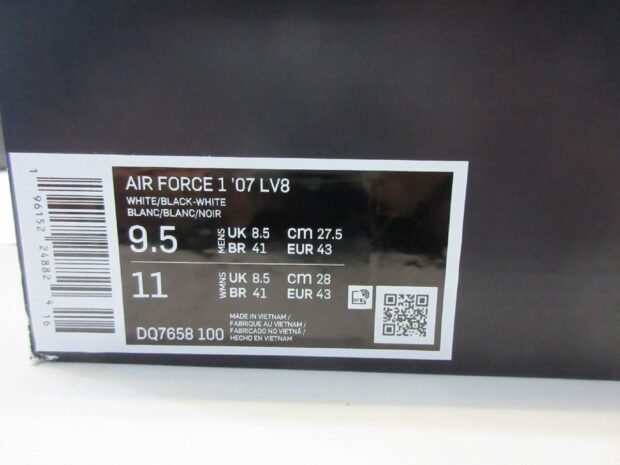 AIR FORCE 1 '07 LV8
WHITE/BLACK-WHITE
BLANC/BLANC/NOIR
9.5 MENS UK 8.5 cm 27.5
BR 41 EUR 43
11 WMNS UK 8.5 cm 28
BR 41 EUR 43
DQ7658 100
MADE IN VIETNAM /
FABRIQUE AU VIETNAM /
FABRICADO NO VIETNÃ /
HECHO EN VIETNAM
1 96152 24882 4 16